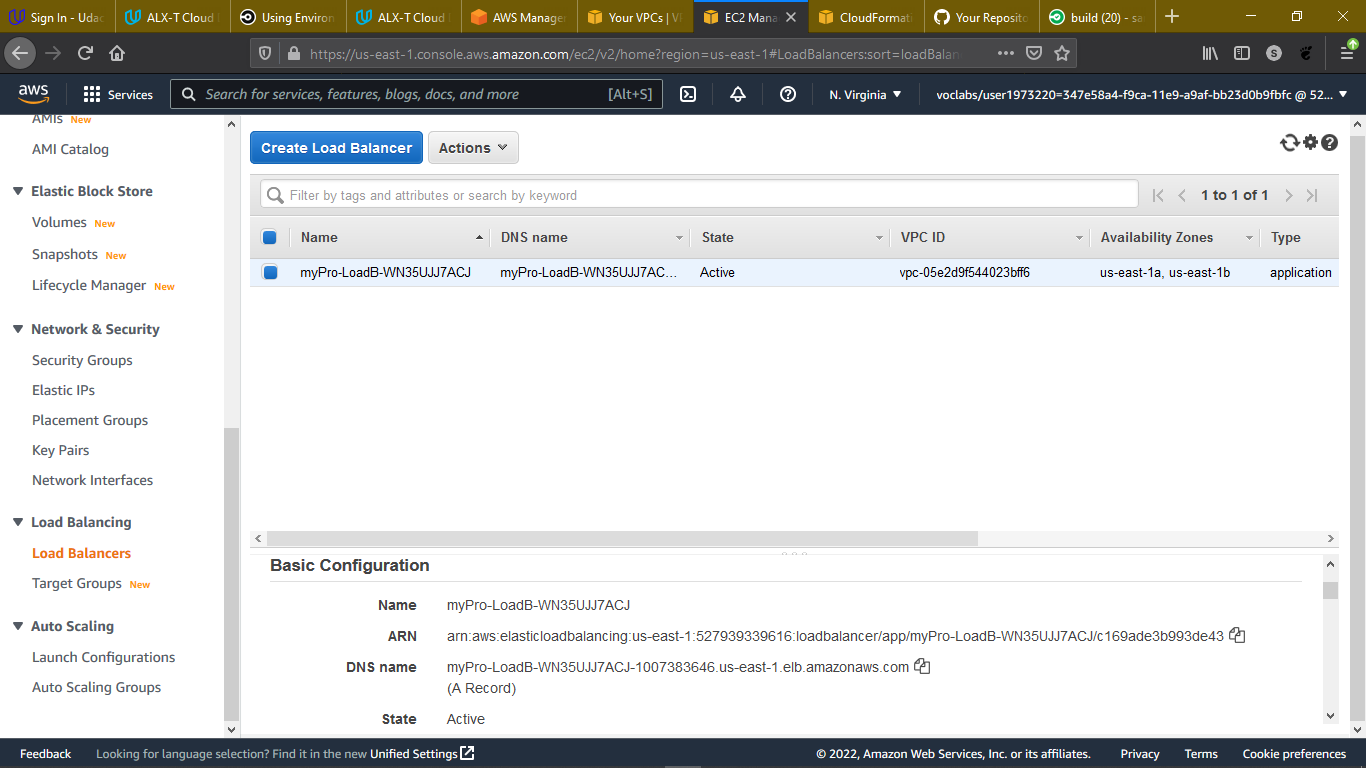 Sign In - Udac
ALX-T Cloud
Using Environ
ALX-T Cloud
AWS Manager
Your VPCs | VP
EC2 Mana
CloudFormati
Your Reposito
build (20) - sa
https://us-east-1.console.aws.amazon.com/ec2/v2/home?region=us-east-1#LoadBalancers:sort=loadBalan
aws
Services
Search for services, features, blogs, docs, and more
[Alt+S]
N. Virginia
voclabs/user1973220=347e58a4-f9ca-11e9-a9af-bb23d0b9fbfc @ 52...
AMIs New
AMI Catalog
Elastic Block Store
Volumes New
Snapshots New
Lifecycle Manager New
Network & Security
Security Groups
Elastic IPs
Placement Groups
Key Pairs
Network Interfaces
Load Balancing
Load Balancers
Target Groups New
Auto Scaling
Launch Configurations
Auto Scaling Groups
Create Load Balancer
Actions
Filter by tags and attributes or search by keyword
1 to 1 of 1
Name DNS name State VPC ID Availability Zones Type
myPro-LoadB-WN35UJJ7ACJ myPro-LoadB-WN35UJJ7AC... Active vpc-05e2d9f544023bff6 us-east-1a, us-east-1b application
Basic Configuration
Name myPro-LoadB-WN35UJJ7ACJ
ARN arn:aws:elasticloadbalancing:us-east-1:527939339616:loadbalancer/app/myPro-LoadB-WN35UJJ7ACJ/c169ade3b993de43
DNS name myPro-LoadB-WN35UJJ7ACJ-1007383646.us-east-1.elb.amazonaws.com
(A Record)
State Active
Feedback
Looking for language selection? Find it in the new Unified Settings
© 2022, Amazon Web Services, Inc. or its affiliates.
Privacy
Terms
Cookie preferences